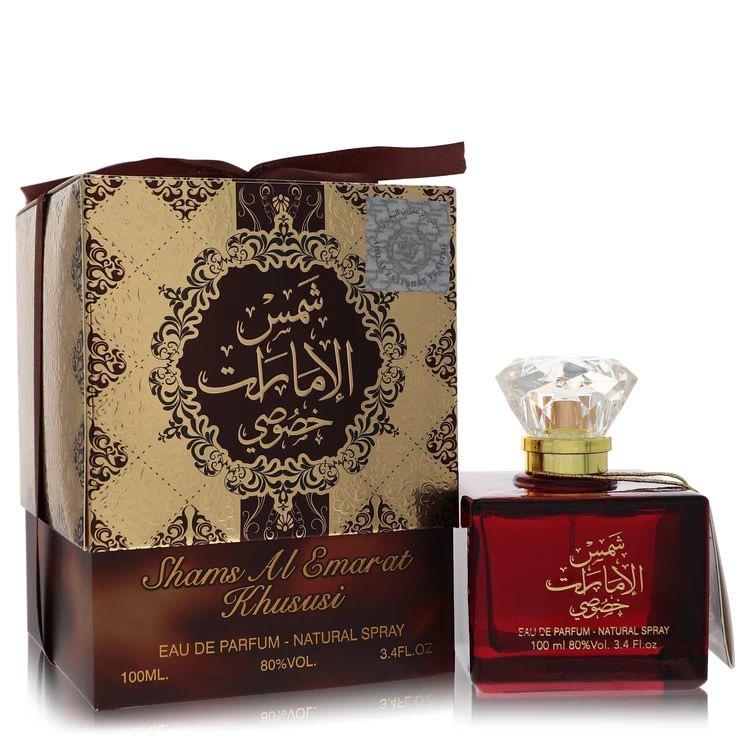 شمس
الإمارات
خصوصي
Shams Al Emarat
Khususi
EAU DE PARFUM - NATURAL SPRAY
100ML.
80%VOL.
3.4FL.OZ
شمس
الإمارات
خصوصي
EAU DE PARFUM - NATURAL SPRAY
100 ml 80%Vol. 3.4 Fl.oz